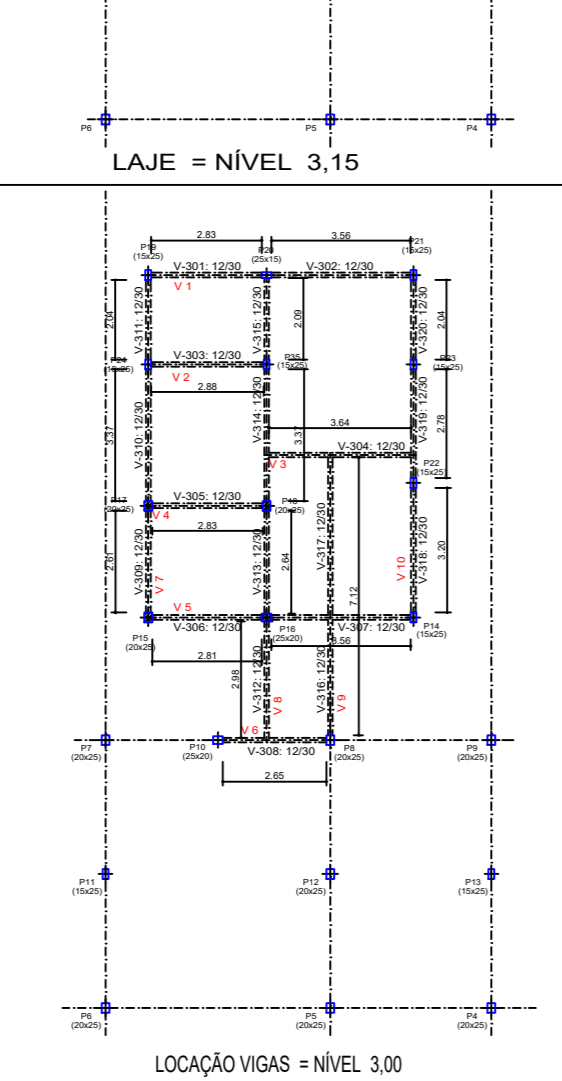 P6
P5
P4
LAJE = NÍVEL 3,15
2.83
3.56
P19
(15x25)
P20
(25x15)
P21
(15x25)
V-301: 12/30
V-302: 12/30
V 1
2.04
V-311: 12/30
V-315: 12/30
2.09
V-320: 12/30
2.04
V-303: 12/30
P24
(15x25)
P35
(15x25)
P23
(15x25)
V 2
2.88
3.37
V-310: 12/30
V-314: 12/30
3.37
V-319: 12/30
2.78
3.64
V-304: 12/30
V 3
P22
(15x25)
V-305: 12/30
P17
(20x25)
P18
(20x25)
V 4
2.83
2.61
V-309: 12/30
V 7
V-313: 12/30
2.64
V-317: 12/30
7.12
V 10
V-318: 12/30
3.20
V 5
V-306: 12/30
P15
(20x25)
P16
(25x20)
V-307: 12/30
P14
(15x25)
3.56
2.81
2.98
V-312: 12/30
V 8
V-316: 12/30
V 9
V 6
P7
(20x25)
P10
(25x20)
V-308: 12/30
P8
(20x25)
P9
(20x25)
2.65
P11
(15x25)
P12
(20x25)
P13
(15x25)
P6
(20x25)
P5
(20x25)
P4
(20x25)
LOCAÇÃO VIGAS = NÍVEL 3,00